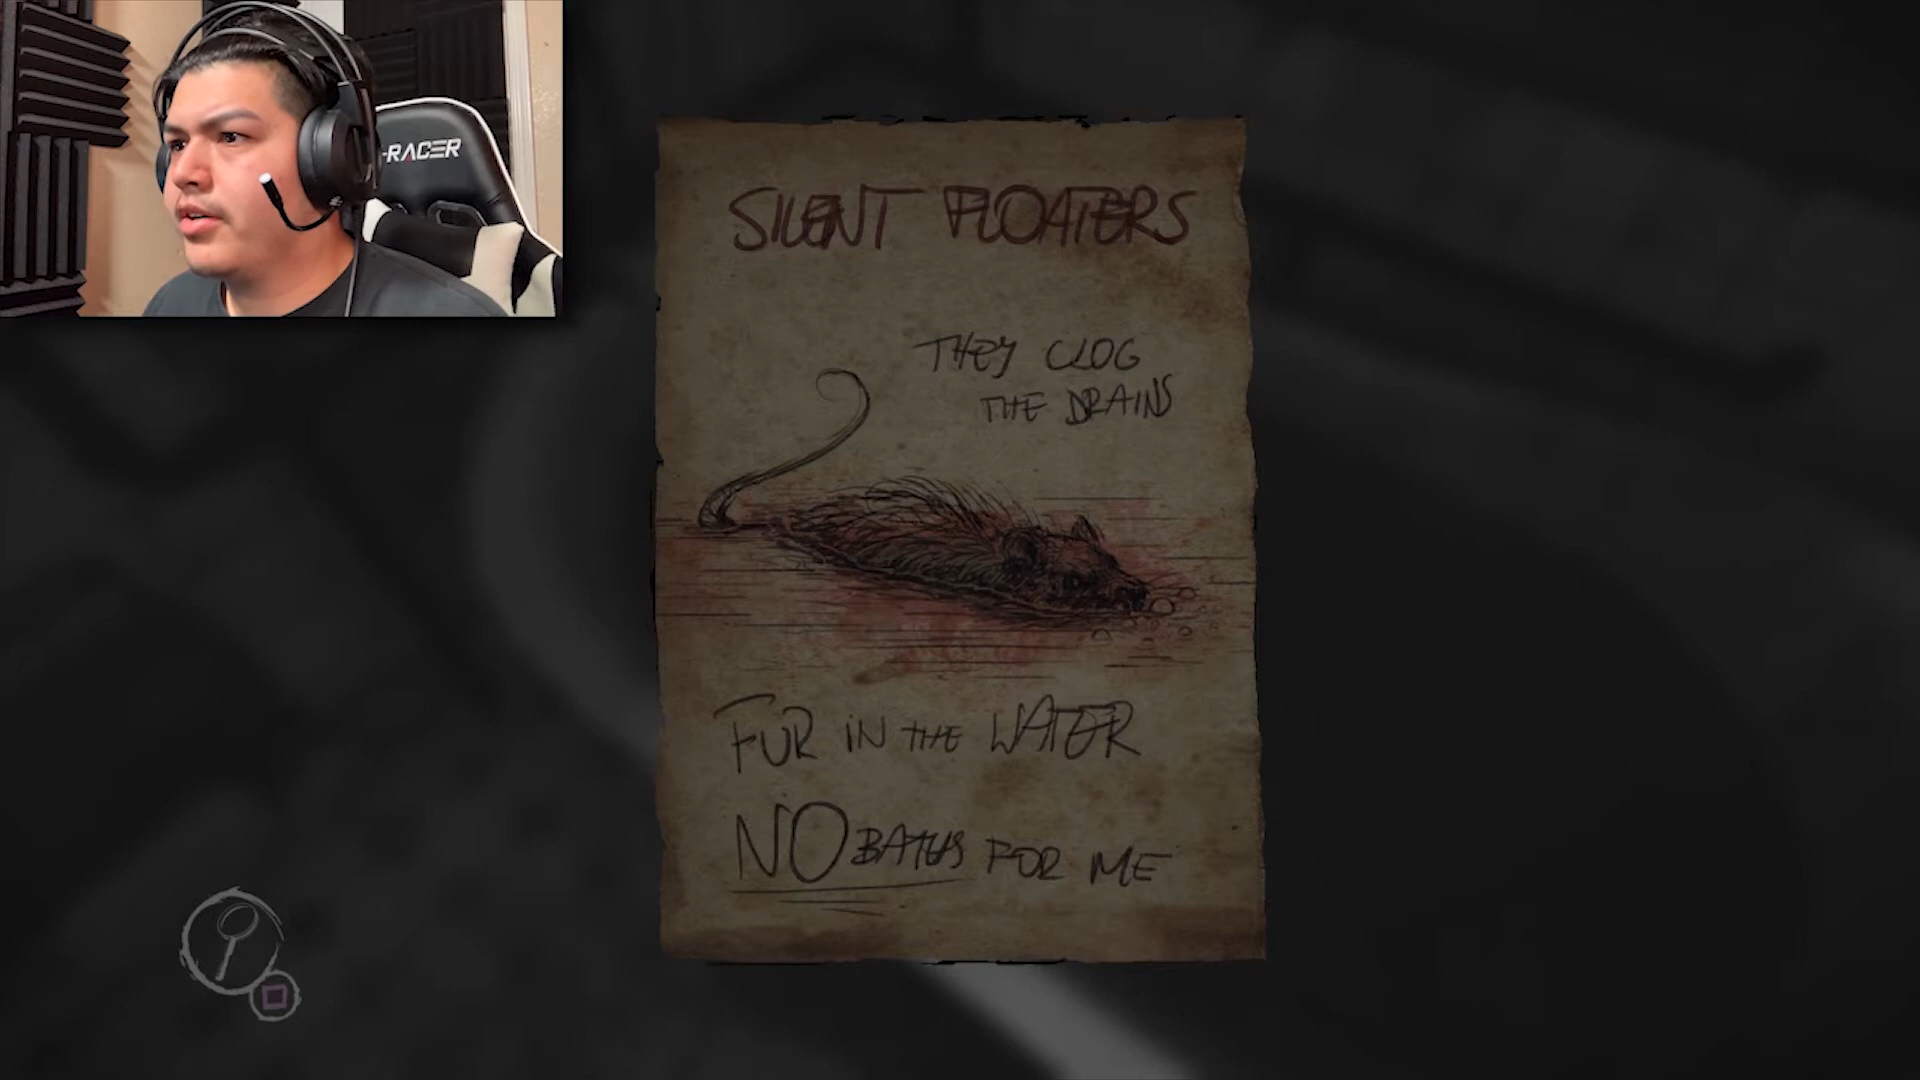 -RACER
SILENT FLOATERS
THEY CLOG
THE DRAINS
FUR IN THE WATER
NO BATHS FOR ME